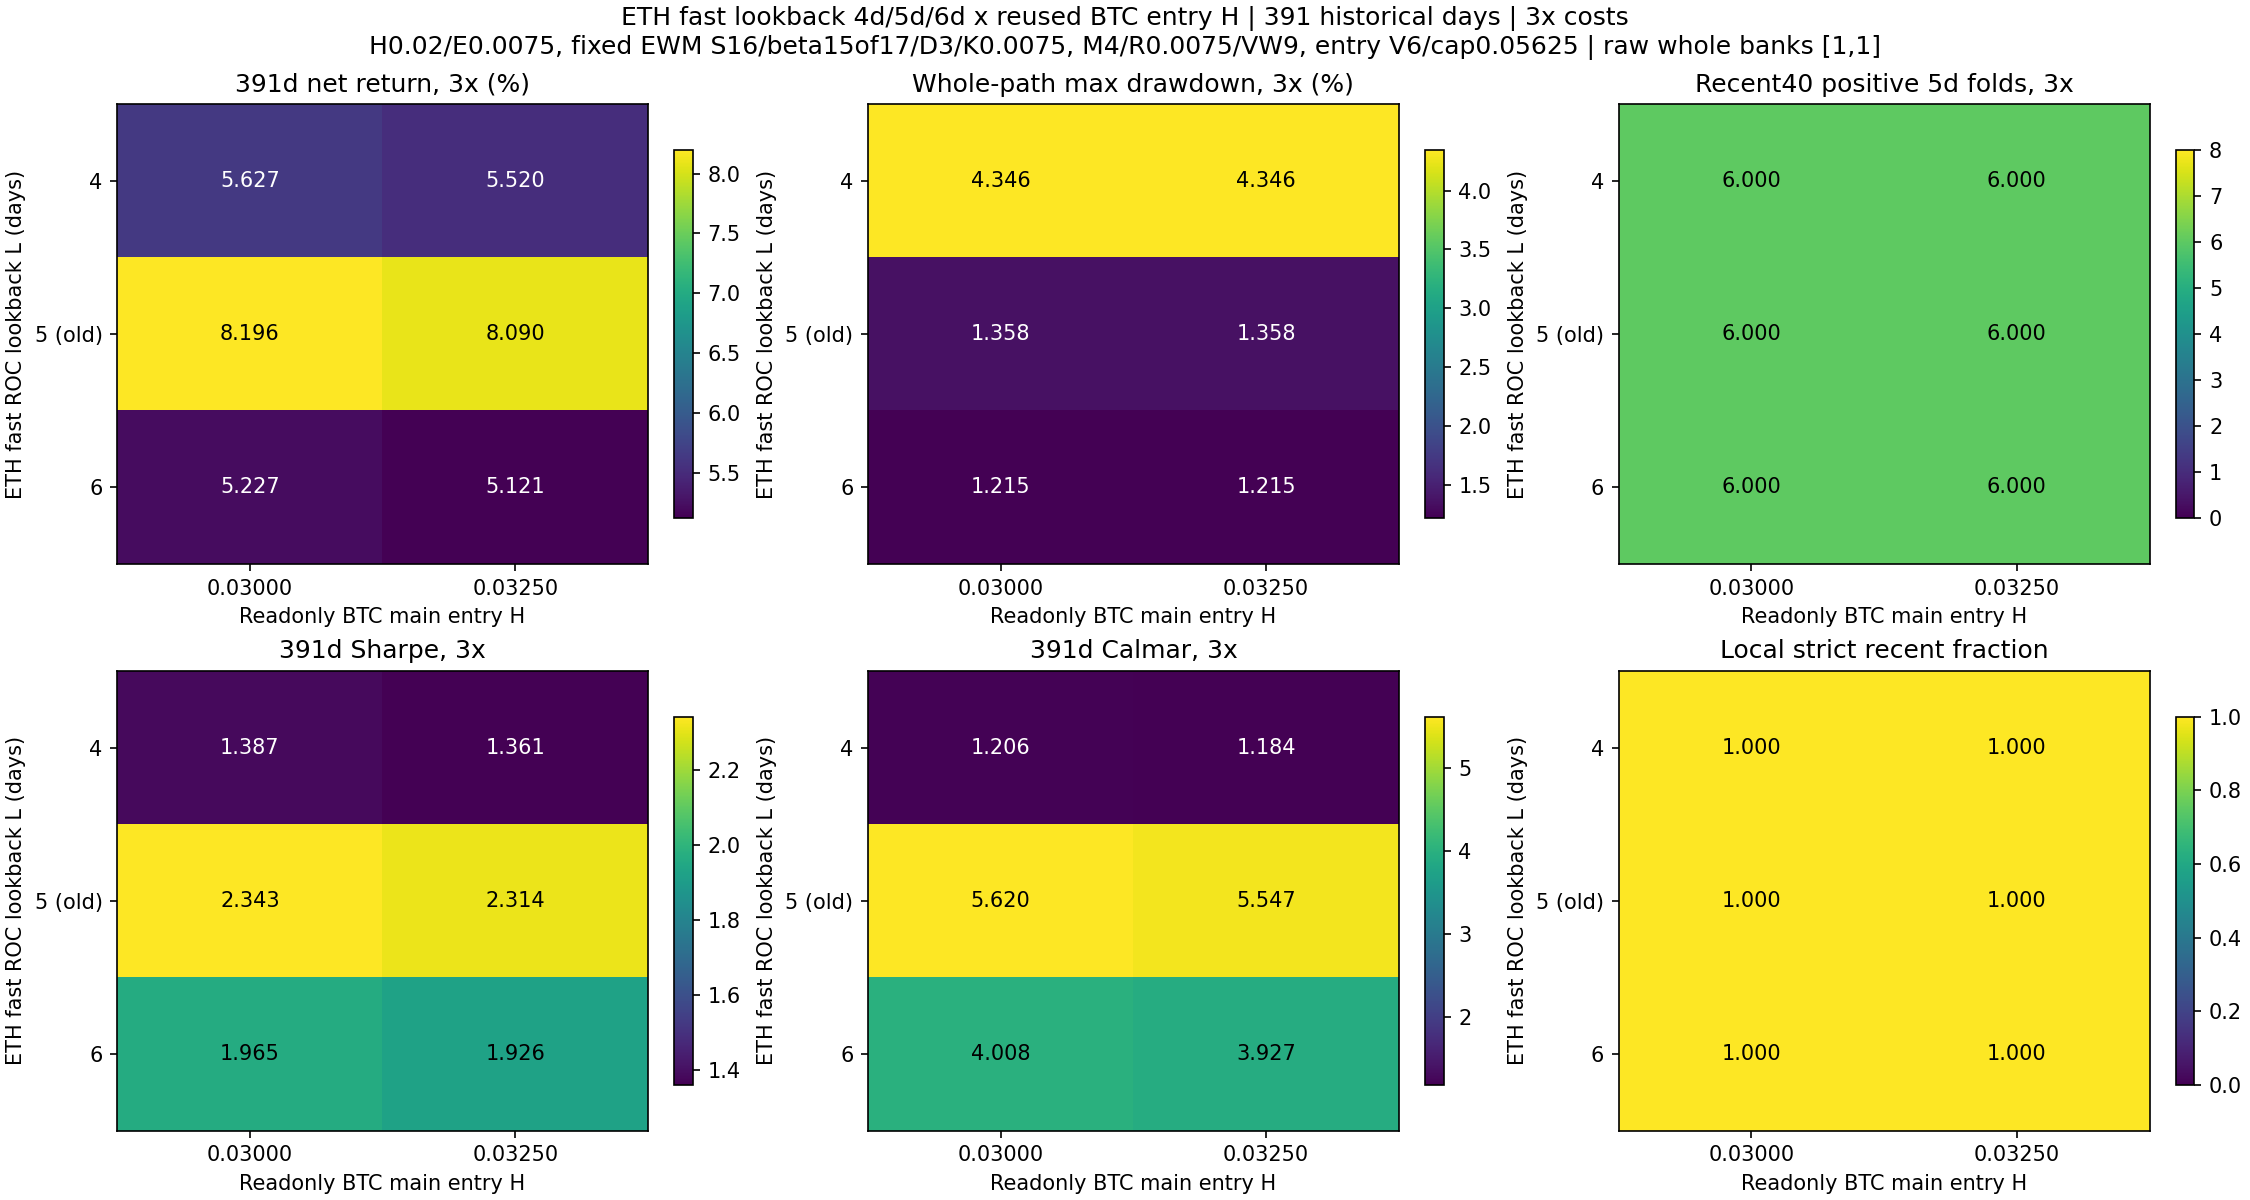 ETH fast lookback 4d/5d/6d x reused BTC entry H | 391 historical days | 3x costs
H0.02/E0.0075, fixed EWM S16/beta15of17/D3/K0.0075, M4/R0.0075/VW9, entry V6/cap0.05625 | raw whole banks [1,1]
391d net return, 3x (%)
ETH fast ROC lookback L (days)
4
5 (old)
6
5.627 5.520
8.196 8.090
5.227 5.121
0.03000 0.03250
Readonly BTC main entry H
8.0
7.5
7.0
6.5
6.0
5.5
Whole-path max drawdown, 3x (%)
ETH fast ROC lookback L (days)
4
5 (old)
6
4.346 4.346
1.358 1.358
1.215 1.215
0.03000 0.03250
Readonly BTC main entry H
4.0
3.5
3.0
2.5
2.0
1.5
Recent40 positive 5d folds, 3x
ETH fast ROC lookback L (days)
4
5 (old)
6
6.000 6.000
6.000 6.000
6.000 6.000
0.03000 0.03250
Readonly BTC main entry H
8
7
6
5
4
3
2
1
0
391d Sharpe, 3x
ETH fast ROC lookback L (days)
4
5 (old)
6
1.387 1.361
2.343 2.314
1.965 1.926
0.03000 0.03250
Readonly BTC main entry H
2.2
2.0
1.8
1.6
1.4
391d Calmar, 3x
ETH fast ROC lookback L (days)
4
5 (old)
6
1.206 1.184
5.620 5.547
4.008 3.927
0.03000 0.03250
Readonly BTC main entry H
5
4
3
2
Local strict recent fraction
ETH fast ROC lookback L (days)
4
5 (old)
6
1.000 1.000
1.000 1.000
1.000 1.000
0.03000 0.03250
Readonly BTC main entry H
1.0
0.8
0.6
0.4
0.2
0.0